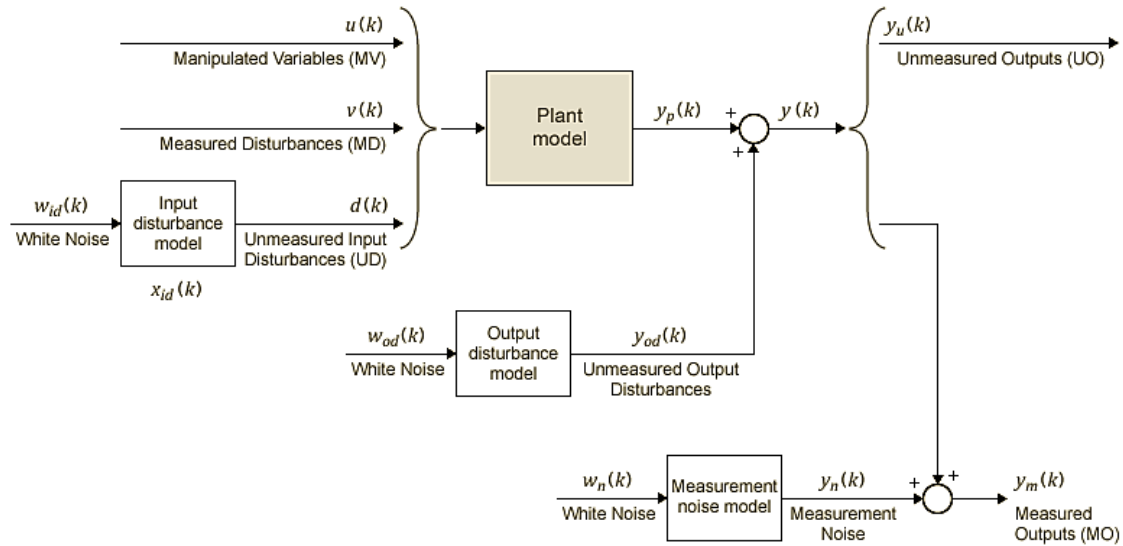 u(k)
Manipulated Variables (MV)
v(k)
Measured Disturbances (MD)
w_id(k)
White Noise
Input
disturbance
model
x_id(k)
d(k)
Unmeasured Input
Disturbances (UD)
Plant
model
y_p(k)
+
+
y(k)
y_u(k)
Unmeasured Outputs (UO)
w_od(k)
White Noise
Output
disturbance
model
y_od(k)
Unmeasured Output
Disturbances
w_n(k)
White Noise
Measurement
noise model
y_n(k)
Measurement
Noise
+
+
y_m(k)
Measured
Outputs (MO)